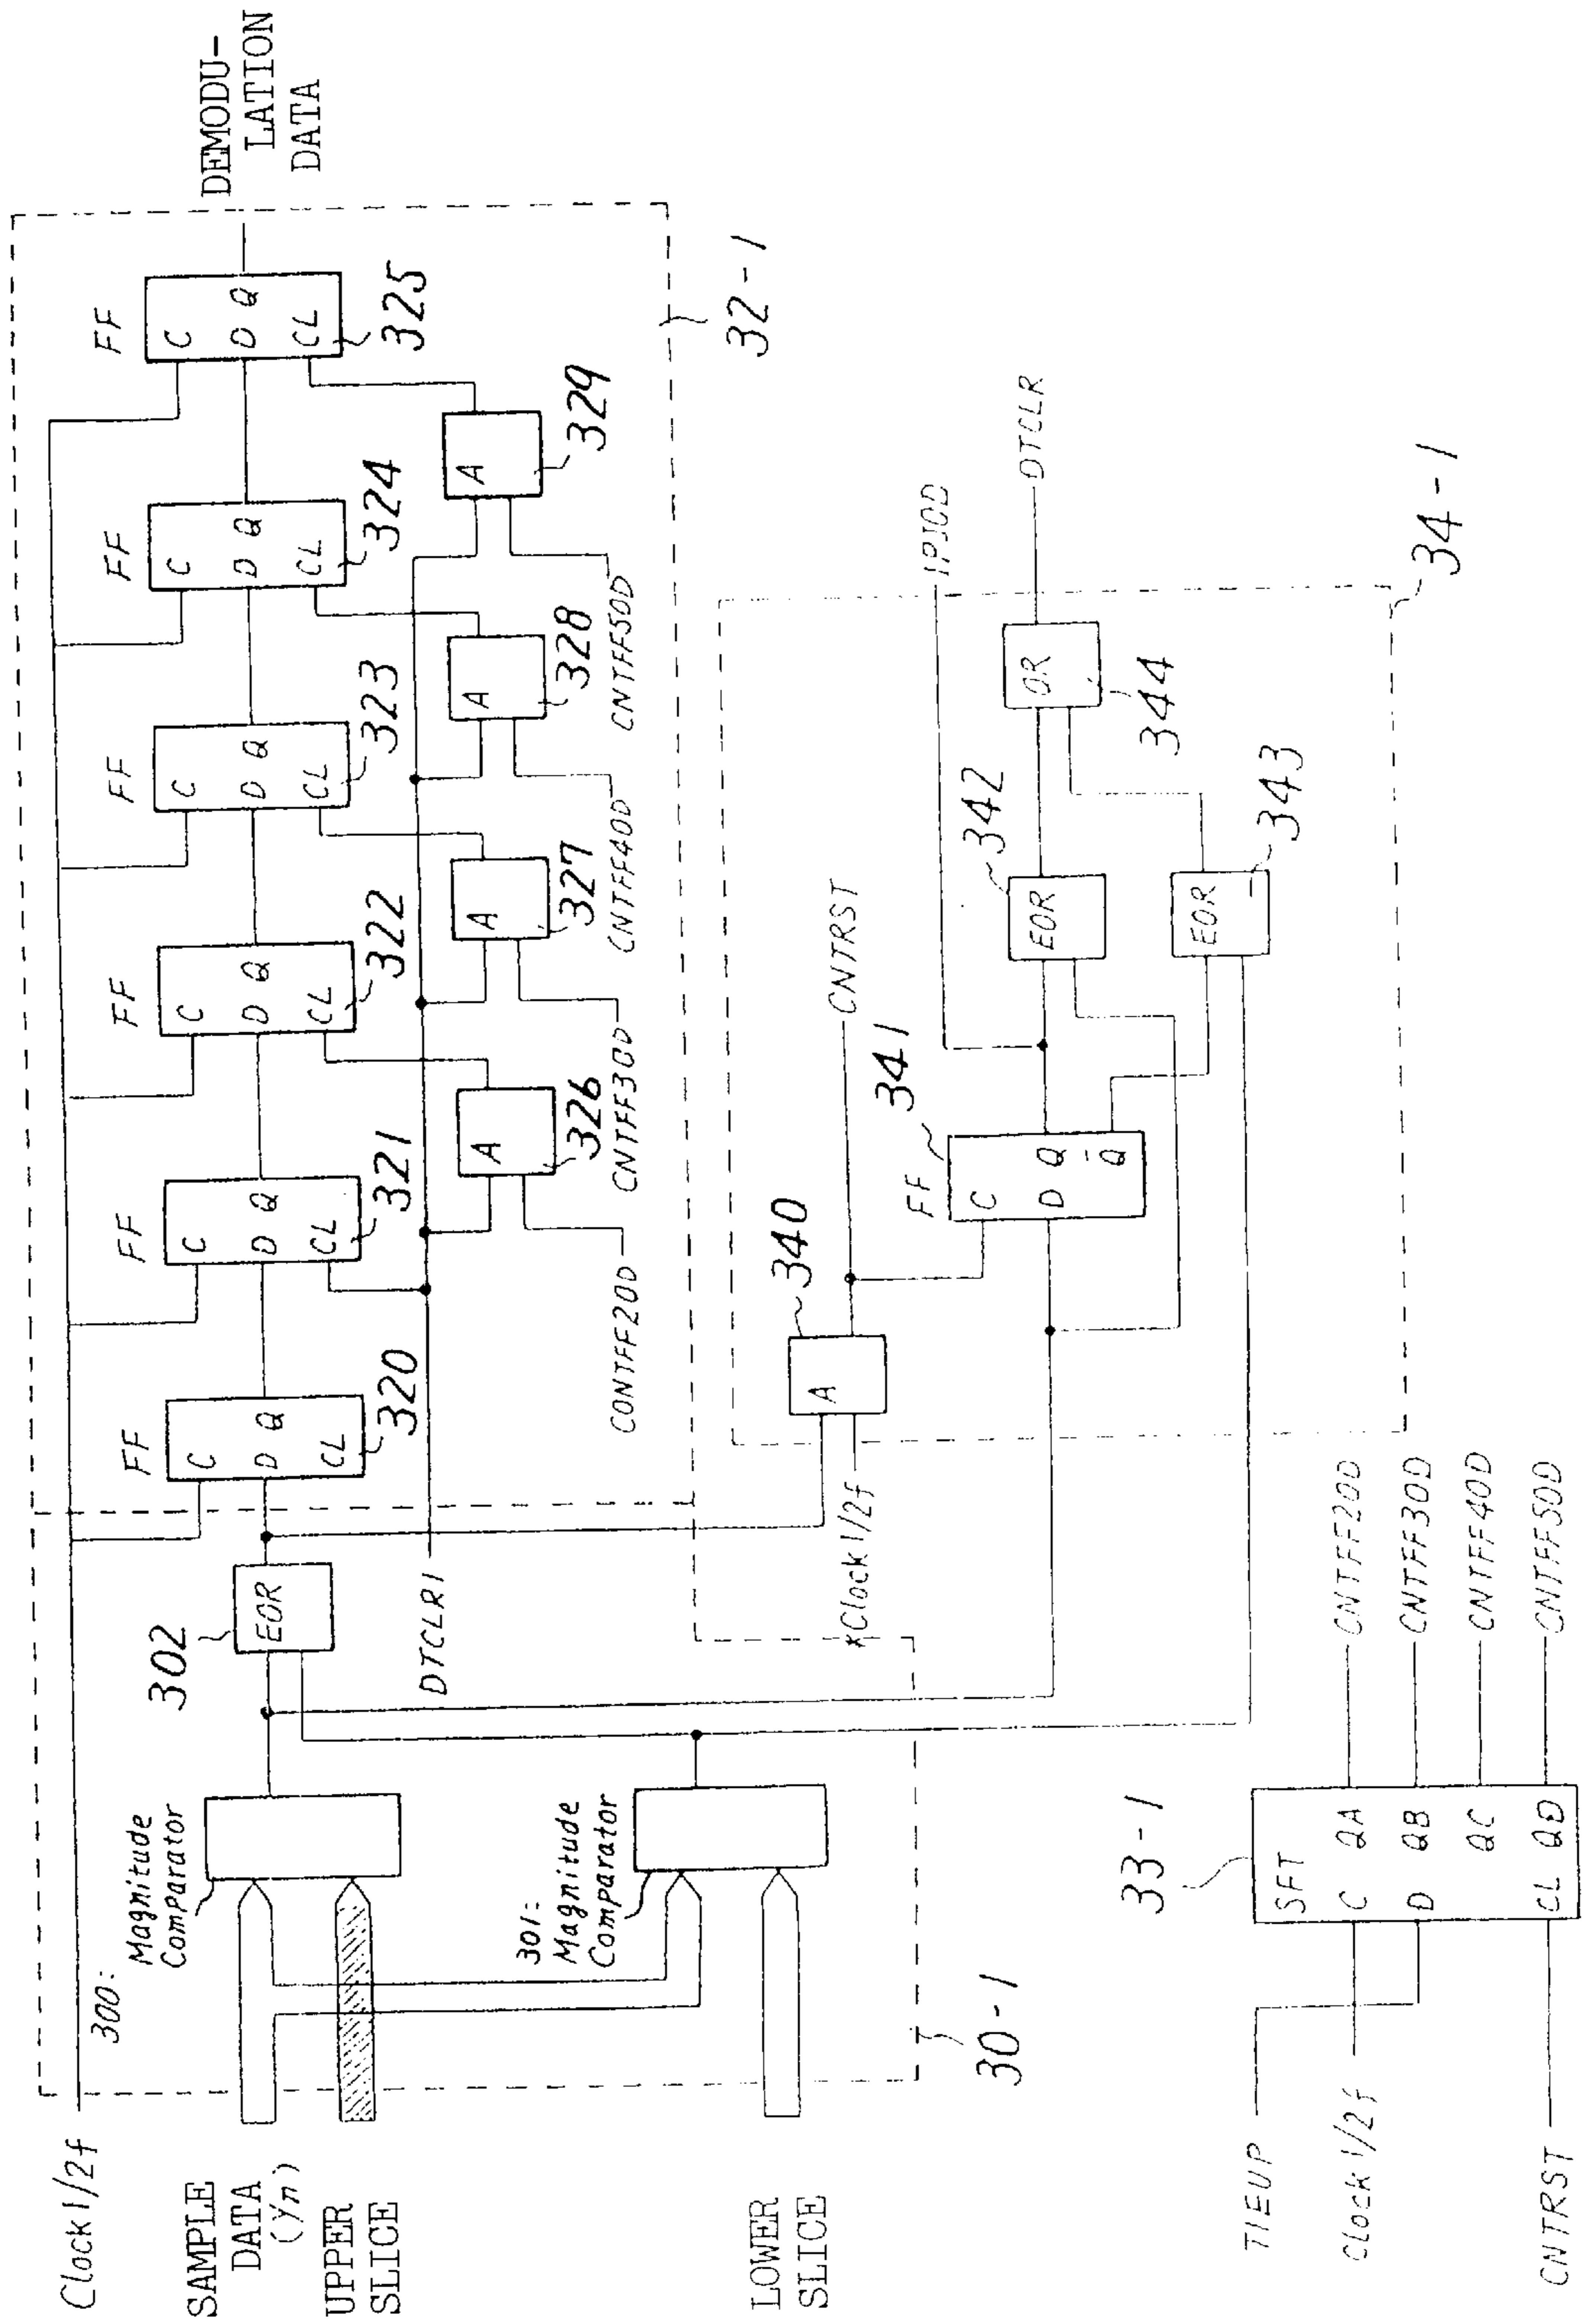 Clock 1/2f
SAMPLE
DATA
(Yn)
UPPER
SLICE
LOWER
SLICE
300:
Magnitude
Comparator
301:
Magnitude
Comparator
302
EOR
DTCLR1
30-1
FF
C
D Q
CL
320
FF
C
D Q
CL
321
FF
C
D Q
CL
322
FF
C
D Q
CL
323
FF
C
D Q
CL
324
FF
C
D Q
CL
325
DEMODU-
LATION
DATA
A
326
A
327
A
328
A
329
CONTFF20D
CNTFF30D
CNTFF40D
CNTFF50D
32-1
*Clock 1/2f
A
340
CNTRST
FF
C
D Q
Q
341
EOR
342
EOR
343
OR
344
1PIOD
DTCLR
34-1
TIEUP
Clock 1/2f
CNTRST
33-1
SFT
C QA
D QB
QC
CL QD
CNTFF20D
CNTFF30D
CNTFF40D
CNTFF50D